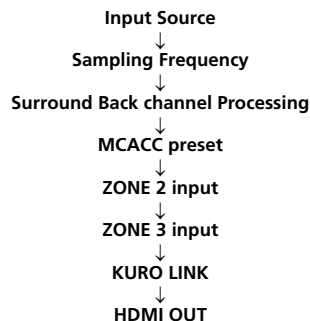 Input Source
↓
Sampling Frequency
↓
Surround Back channel Processing
↓
MCACC preset
↓
ZONE 2 input
↓
ZONE 3 input
↓
KURO LINK
↓
HDMI OUT